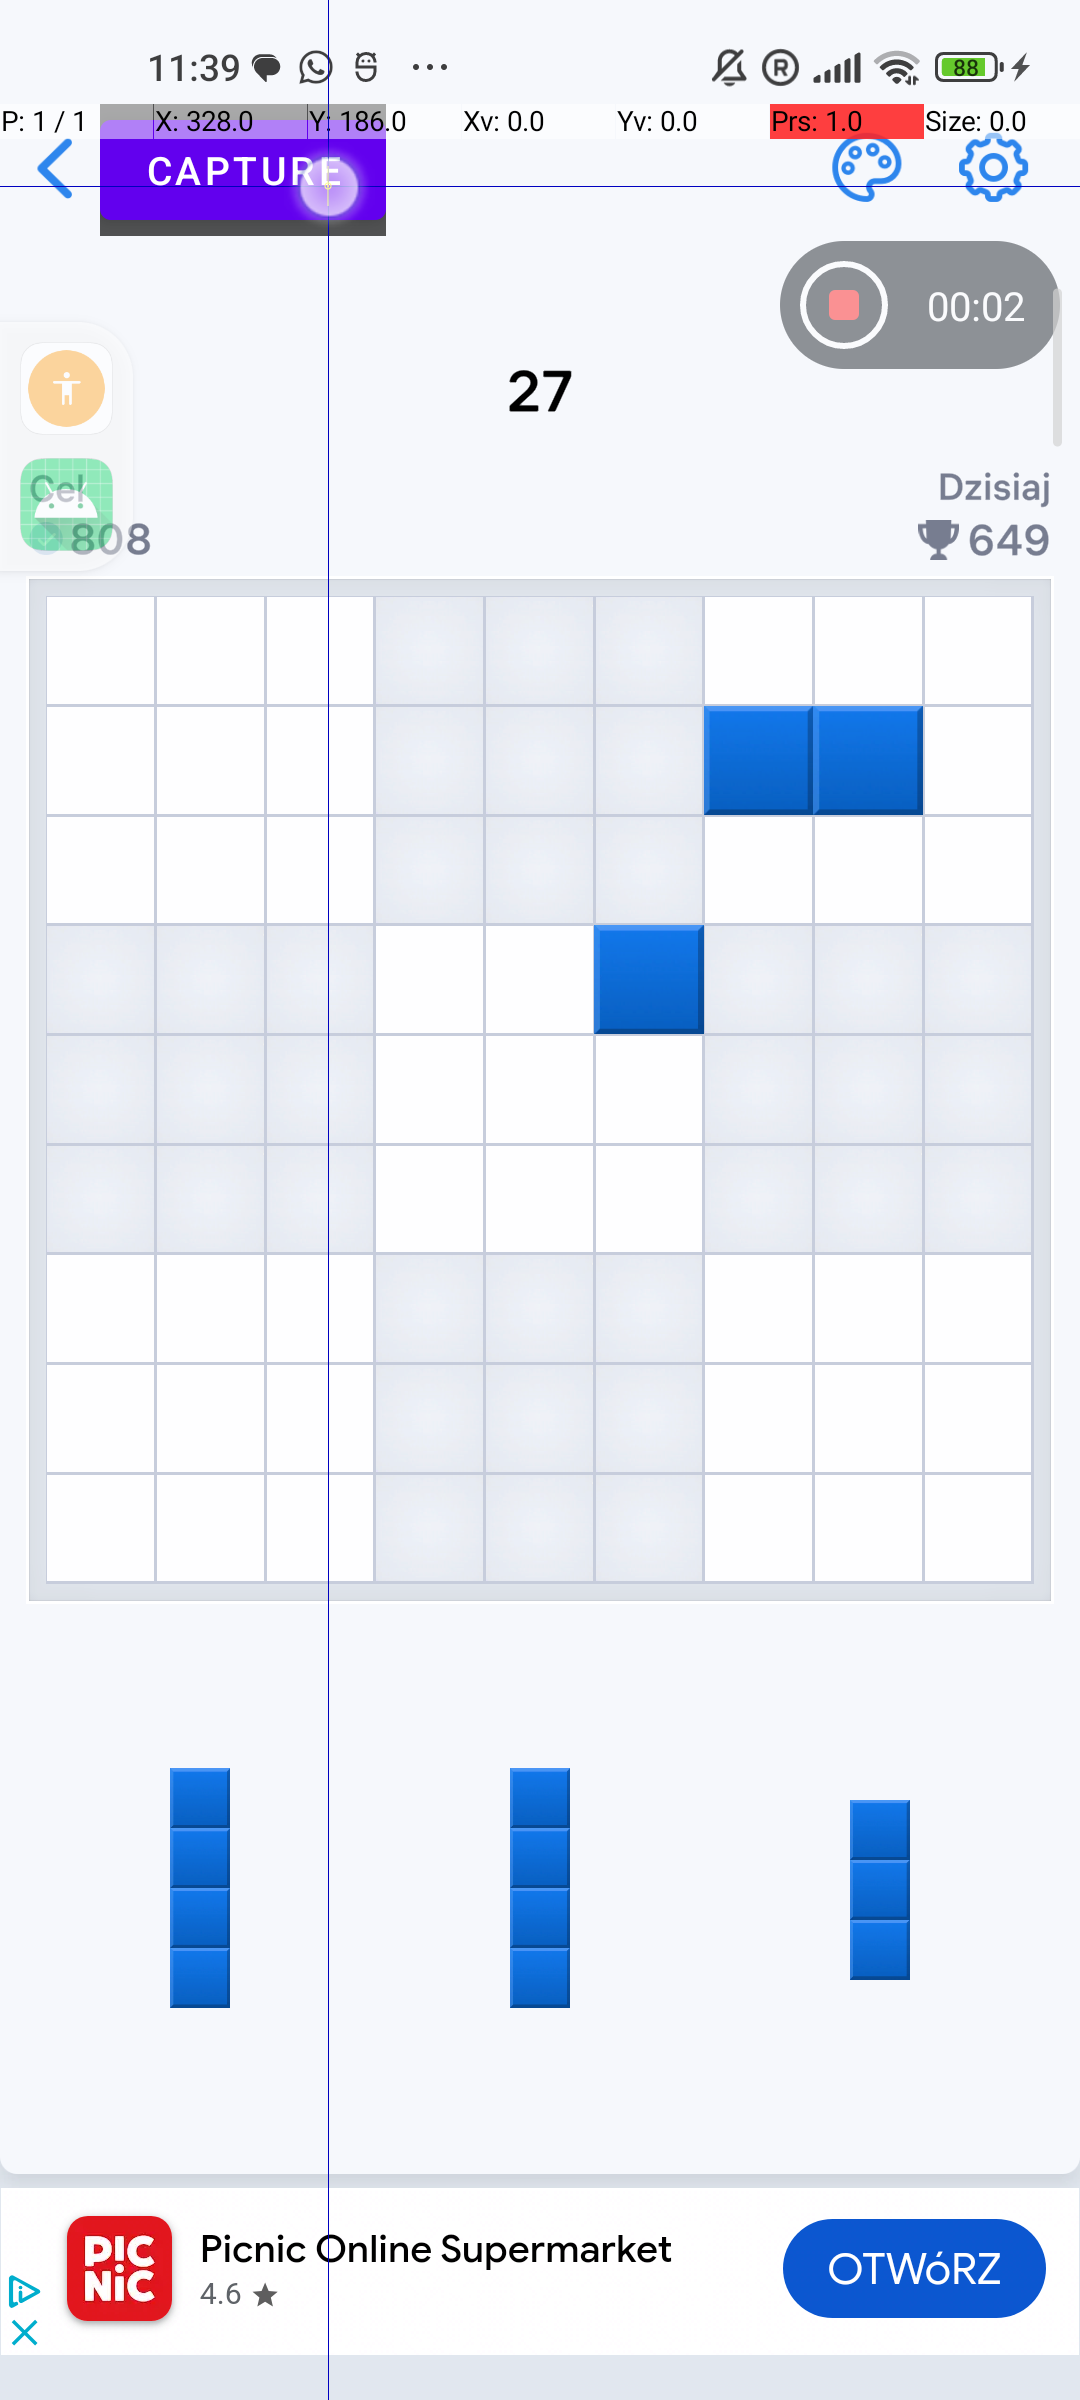 11:39
88
P: 1 / 1 X: 328.0 Y: 186.0 Xv: 0.0 Yv: 0.0 Prs: 1.0 Size: 0.0
CAPTURE
00:02
27
Cel
Dzisiaj
808
649
PiC
NiC
Picnic Online Supermarket
4.6 ★
OTWóRZ